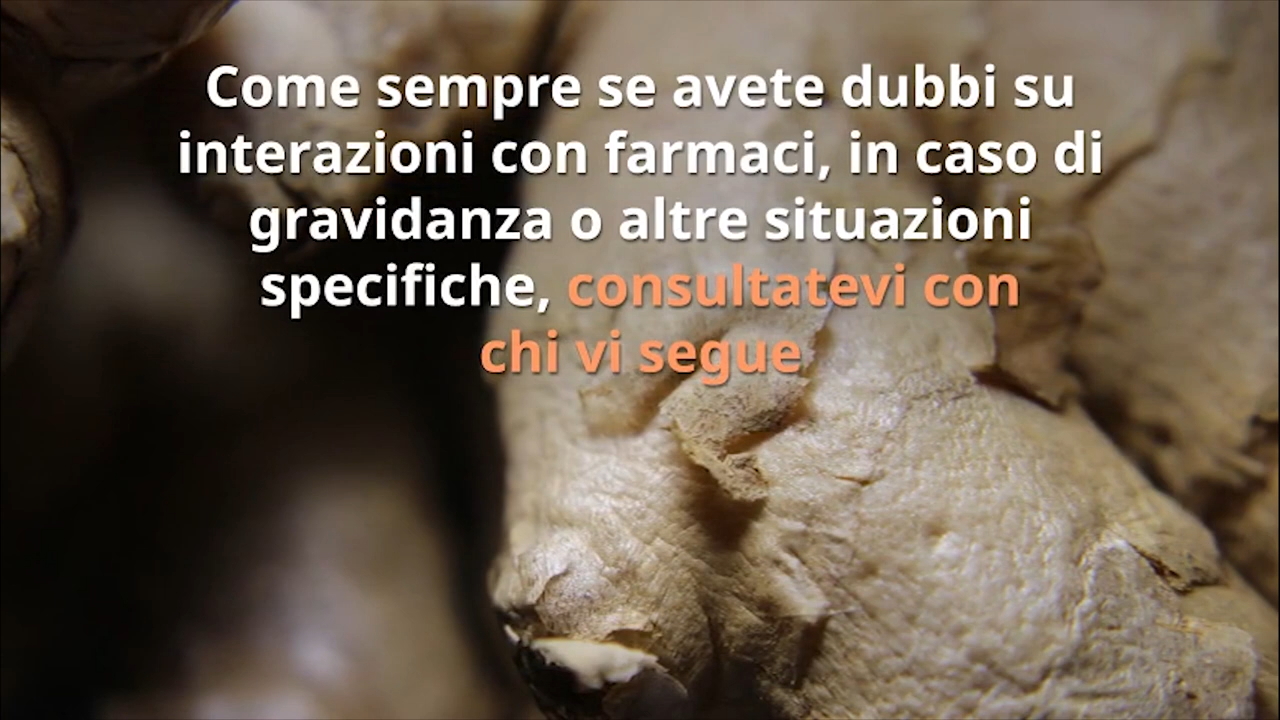 Come sempre se avete dubbi su
interazioni con farmaci, in caso di
gravidanza o altre situazioni
specifiche, consultatevi con
chi vi segue